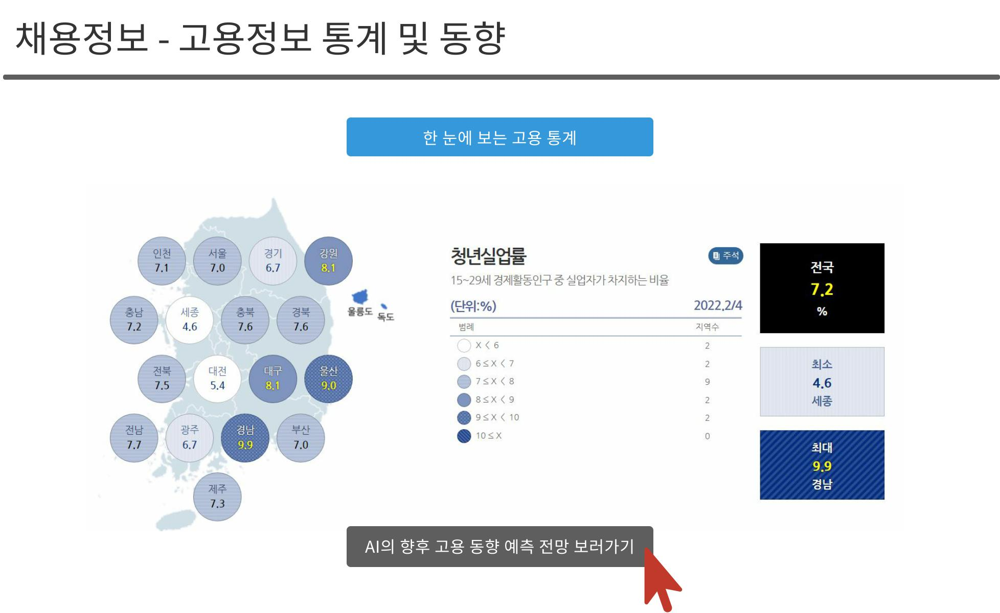 채용정보 - 고용정보 통계 및 동향
한 눈에 보는 고용 통계
인천
7.1
서울
7.0
경기
6.7
강원
8.1
충남
7.2
세종
4.6
충북
7.6
경북
7.6
울릉도
독도
전북
7.5
대전
5.4
대구
8.1
울산
9.0
전남
7.7
광주
6.7
경남
9.9
부산
7.0
제주
7.3
청년실업률
주석
15~29세 경제활동인구 중 실업자가 차지하는 비율
(단위:%) 2022.2/4
범례 지역수
X < 6 2
6 ≤ X < 7 2
7 ≤ X < 8 9
8 ≤ X < 9 2
9 ≤ X < 10 2
10 ≤ X 0
전국
7.2
%
최소
4.6
세종
최대
9.9
경남
AI의 향후 고용 동향 예측 전망 보러가기